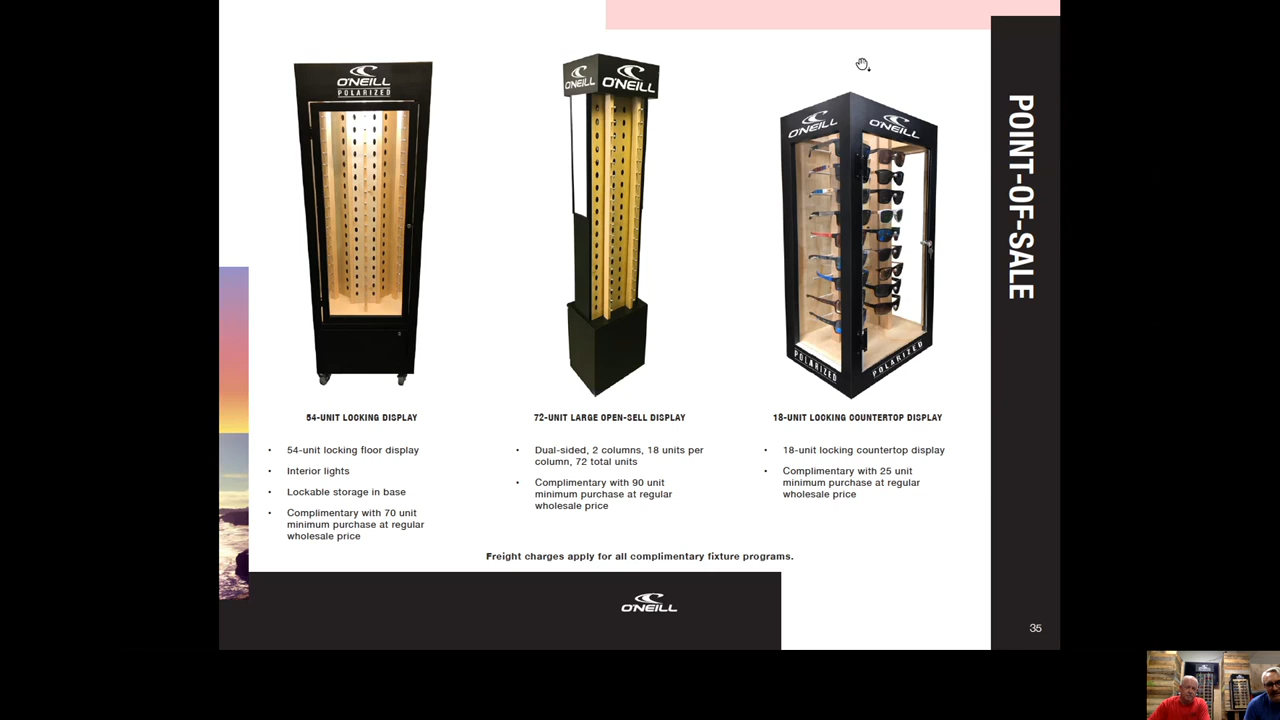 O'NEILL
POLARIZED
O'NEILL
O'NEILL
O'NEILL
O'NEILL
POLARIZED
POLARIZED
POINT-OF-SALE
54-UNIT LOCKING DISPLAY
• 54-unit locking floor display
• Interior lights
• Lockable storage in base
• Complimentary with 70 unit
minimum purchase at regular
wholesale price
72-UNIT LARGE OPEN-SELL DISPLAY
• Dual-sided, 2 columns, 18 units per
column, 72 total units
• Complimentary with 90 unit
minimum purchase at regular
wholesale price
18-UNIT LOCKING COUNTERTOP DISPLAY
• 18-unit locking countertop display
• Complimentary with 25 unit
minimum purchase at regular
wholesale price
Freight charges apply for all complimentary fixture programs.
O'NEILL
35